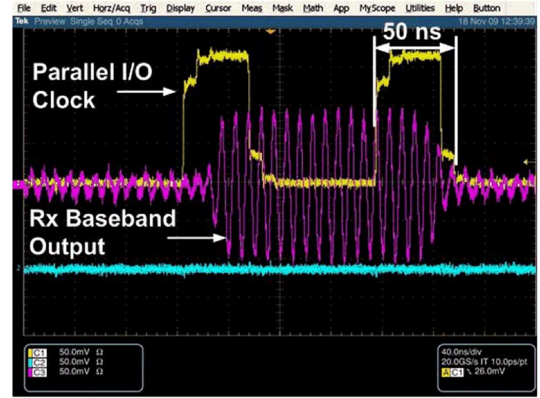 File Edit Vert Horz/Acq Trig Display Cursor Meas Mask Math App MyScope Utilities Help Button
Tek Preview Single Seq 0 Acqs 18 Nov 09 12:39:39
50 ns
Parallel I/O
Clock
Rx Baseband
Output
2
C1 50.0mV Ω
C2 50.0mV Ω
C3 50.0mV Ω
40.0ns/div
20.0GS/s IT 10.0ps/pt
A C1 26.0mV